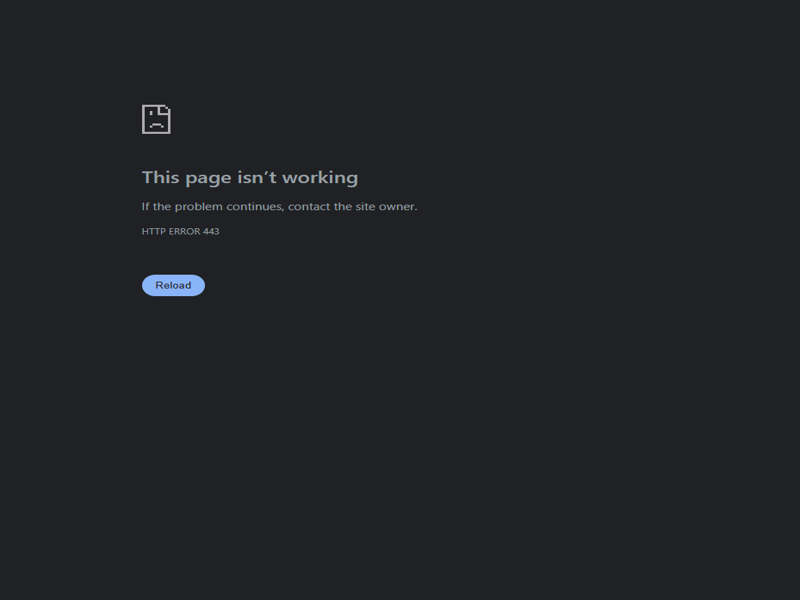 This page isn’t working
If the problem continues, contact the site owner.
HTTP ERROR 443
Reload